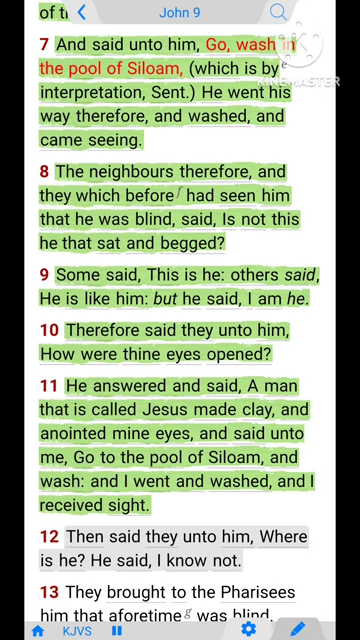 of ti
John 9
7 And said unto him, Go, wash in
the pool of Siloam, (which is by e
KINEMASTER
interpretation, Sent.) He went his
way therefore, and washed, and
came seeing.
8 The neighbours therefore, and
they which before f had seen him
that he was blind, said, Is not this
he that sat and begged?
9 Some said, This is he: others said,
He is like him: but he said, I am he.
10 Therefore said they unto him,
How were thine eyes opened?
11 He answered and said, A man
that is called Jesus made clay, and
anointed mine eyes, and said unto
me, Go to the pool of Siloam, and
wash: and I went and washed, and I
received sight.
12 Then said they unto him, Where
is he? He said, I know not.
13 They brought to the Pharisees
him that aforetime g was blind.
KJVS